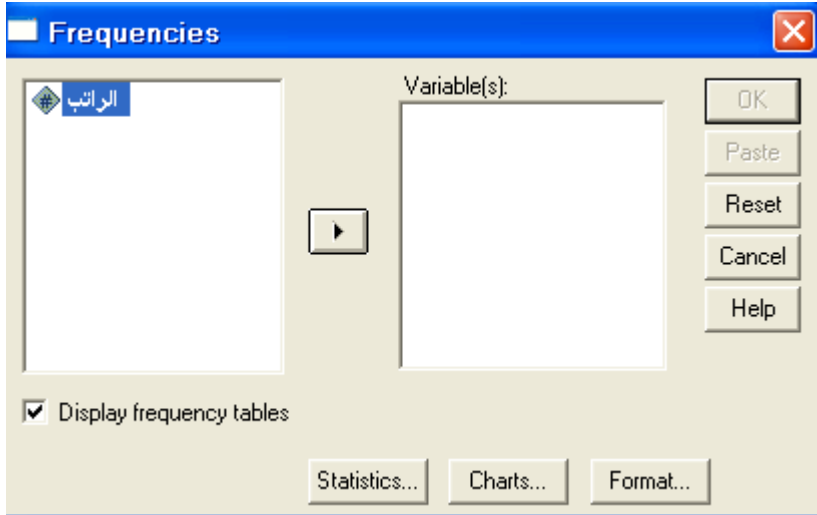 Frequencies
الراتب
Variable(s):
OK
Paste
Reset
Cancel
Help
Display frequency tables
Statistics...
Charts...
Format...